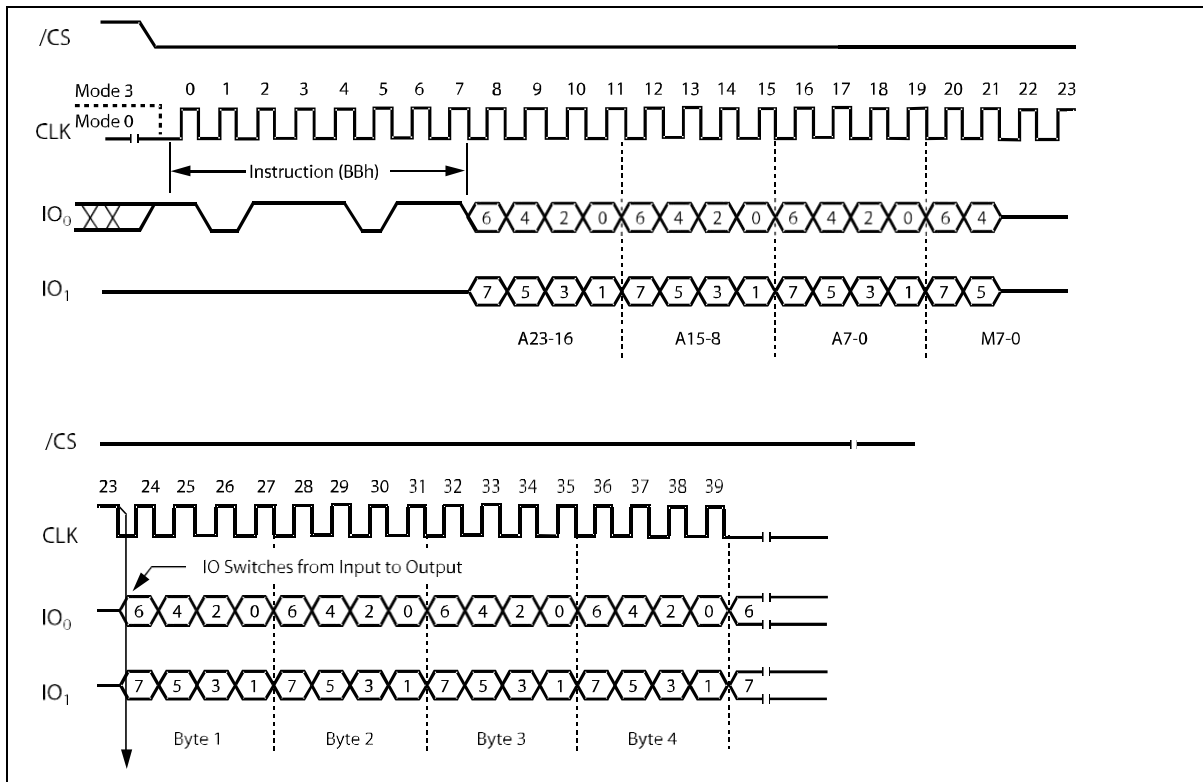 /CS
Mode 3
0 1 2 3 4 5 6 7 8 9 10 11 12 13 14 15 16 17 18 19 20 21 22 23
Mode 0
CLK
Instruction (BBh)
IO0
6 4 2 0 6 4 2 0 6 4 2 0 6 4
IO1
7 5 3 1 7 5 3 1 7 5 3 1 7 5
A23-16 A15-8 A7-0 M7-0
/CS
23 24 25 26 27 28 29 30 31 32 33 34 35 36 37 38 39
CLK
IO Switches from Input to Output
IO0
6 4 2 0 6 4 2 0 6 4 2 0 6 4 2 0 6
IO1
7 5 3 1 7 5 3 1 7 5 3 1 7 5 3 1 7
Byte 1 Byte 2 Byte 3 Byte 4